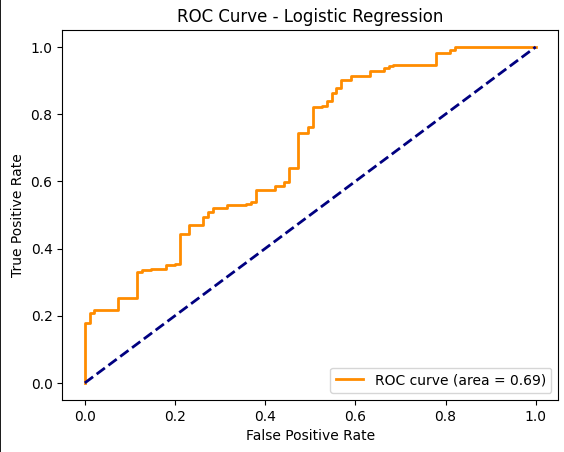 ROC Curve - Logistic Regression
True Positive Rate
1.0
0.8
0.6
0.4
0.2
0.0
ROC curve (area = 0.69)
0.0 0.2 0.4 0.6 0.8 1.0
False Positive Rate